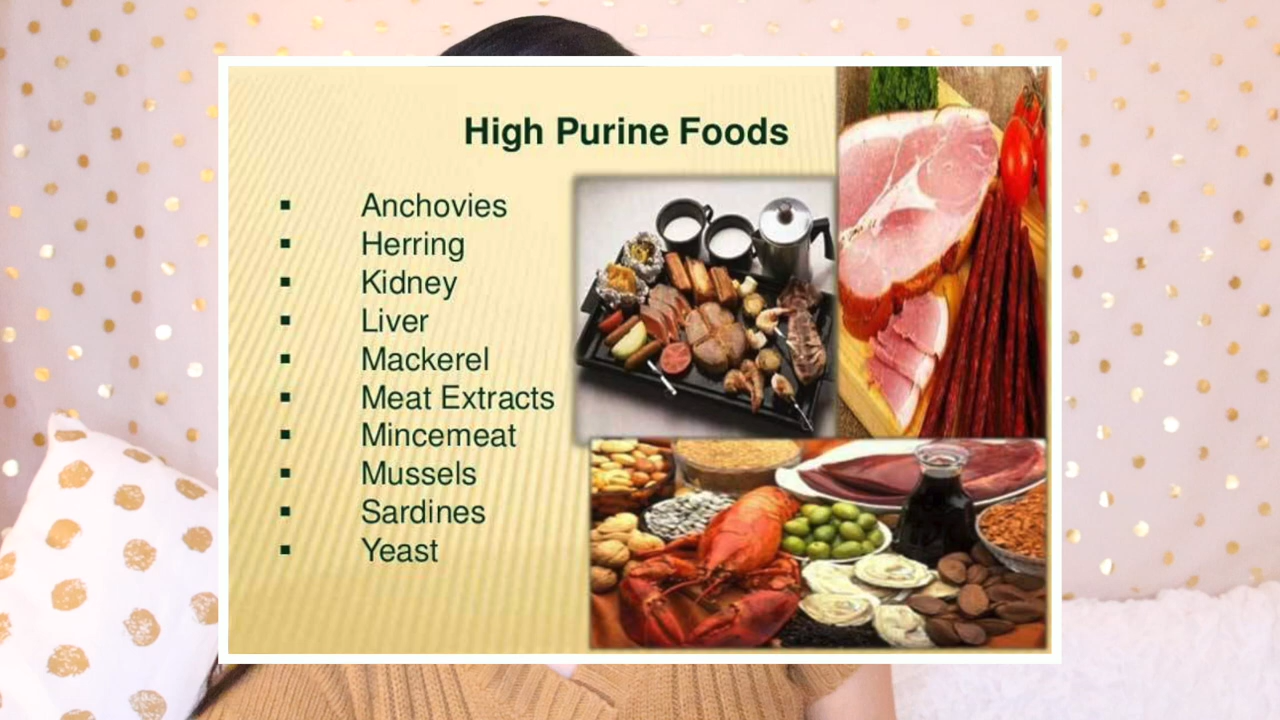 High Purine Foods
▪ Anchovies
▪ Herring
▪ Kidney
▪ Liver
▪ Mackerel
▪ Meat Extracts
▪ Mincemeat
▪ Mussels
▪ Sardines
▪ Yeast